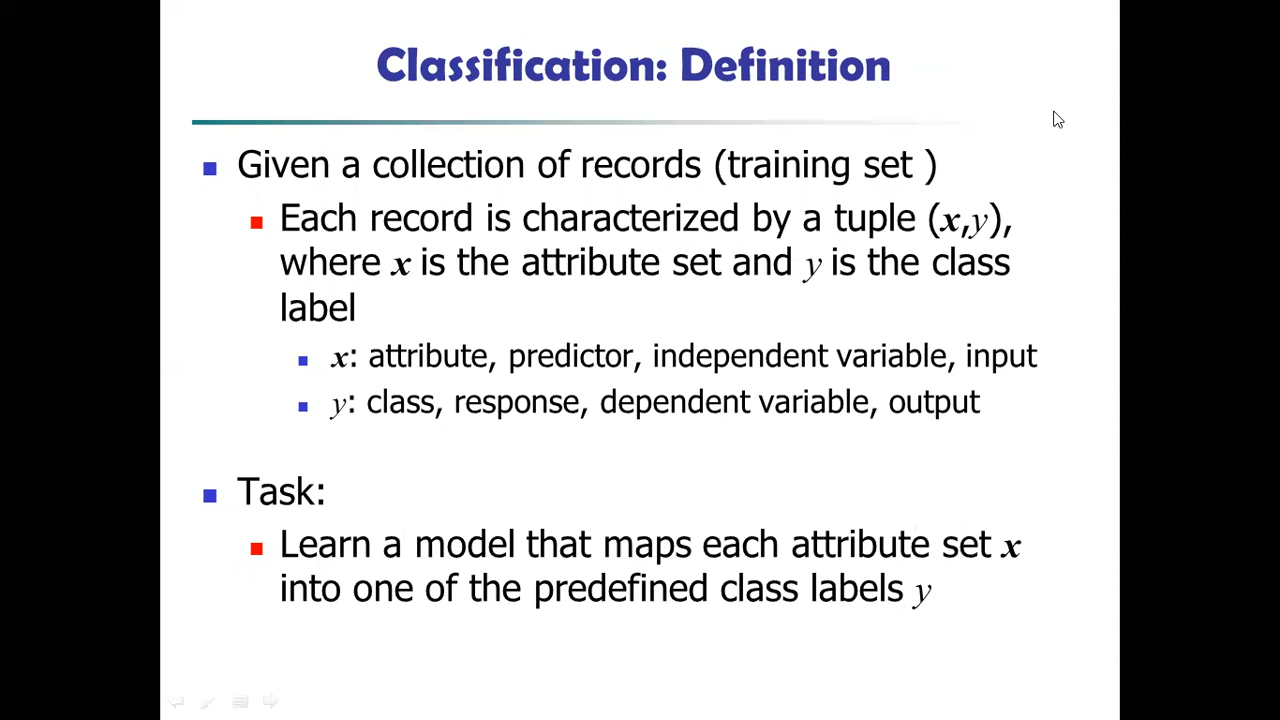 Classification: Definition
Given a collection of records (training set )
Each record is characterized by a tuple (x,y),
where x is the attribute set and y is the class
label
x: attribute, predictor, independent variable, input
y: class, response, dependent variable, output
Task:
Learn a model that maps each attribute set x
into one of the predefined class labels y